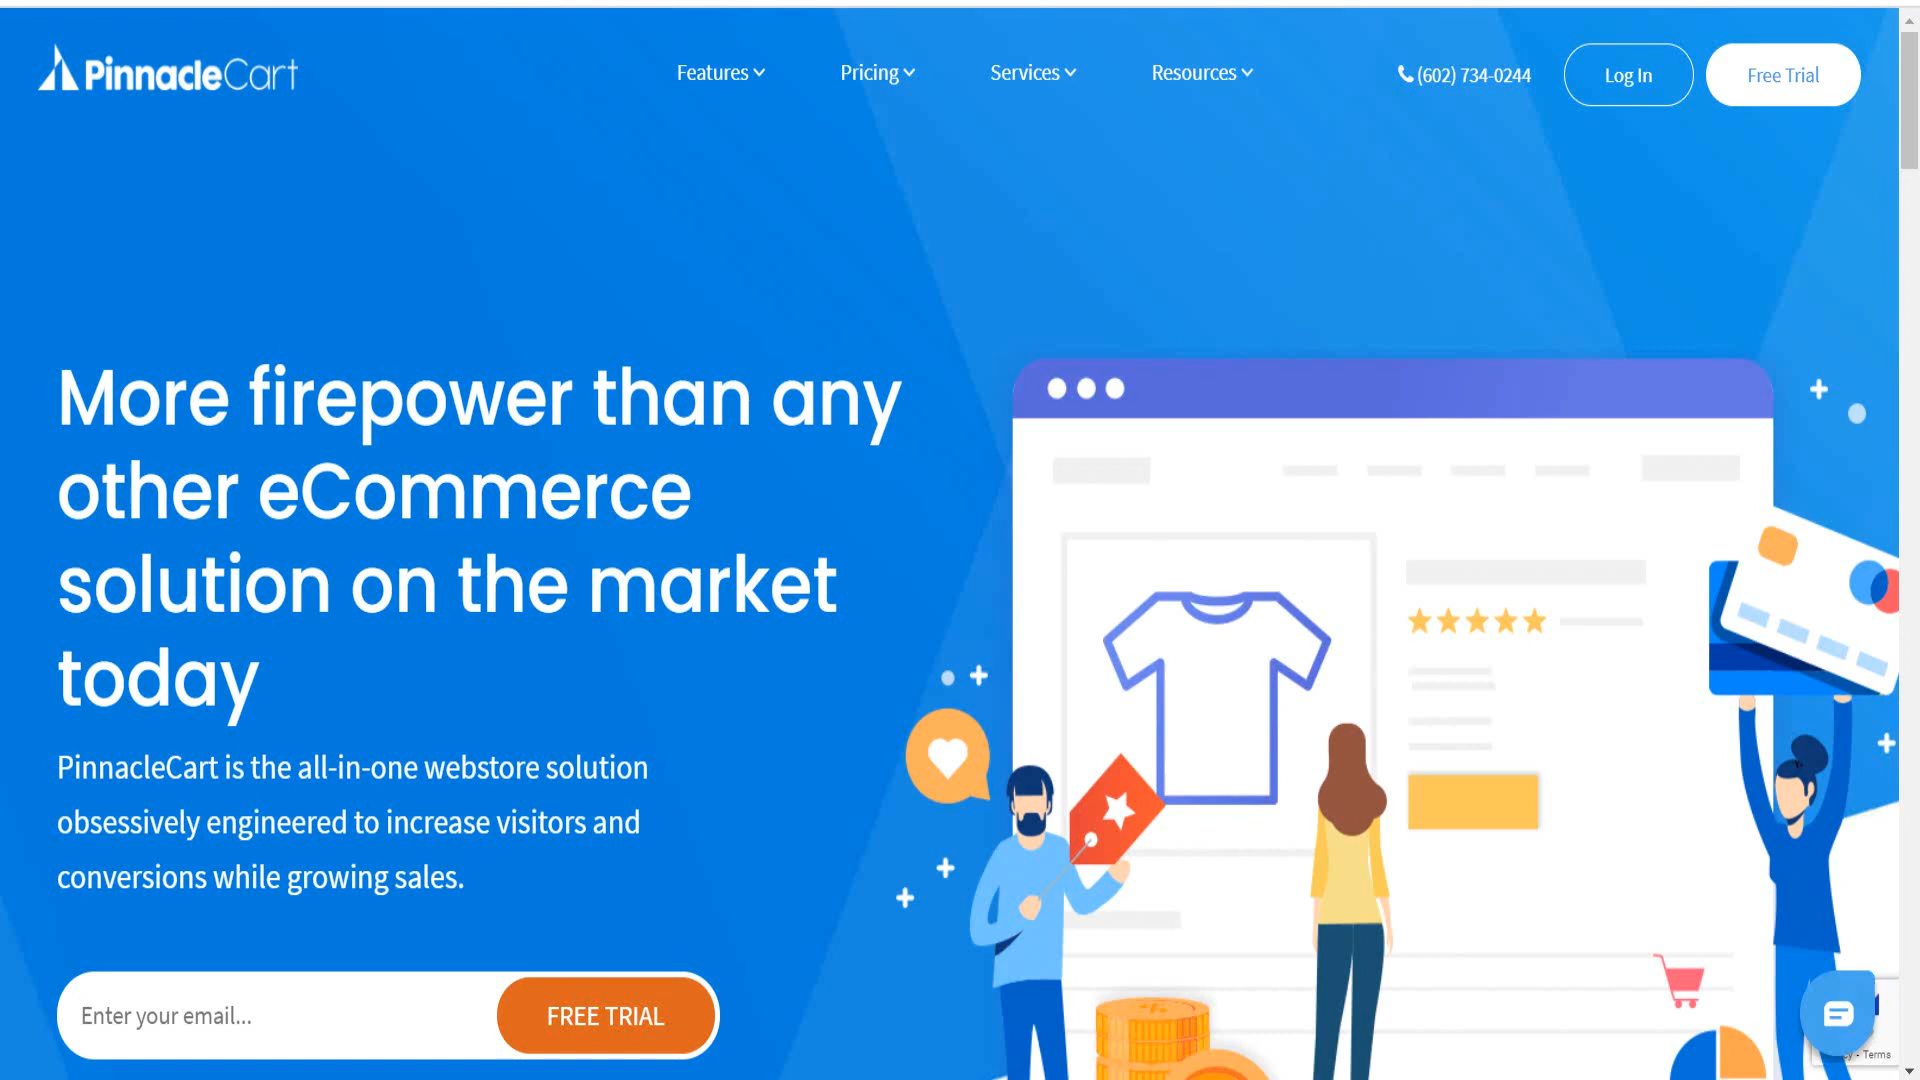 PinnacleCart
Features
Pricing
Services
Resources
(602) 734-0244
Log In
Free Trial
More firepower than any
other eCommerce
solution on the market
today
PinnacleCart is the all-in-one webstore solution
obsessively engineered to increase visitors and
conversions while growing sales.
Enter your email...
FREE TRIAL
- Terms